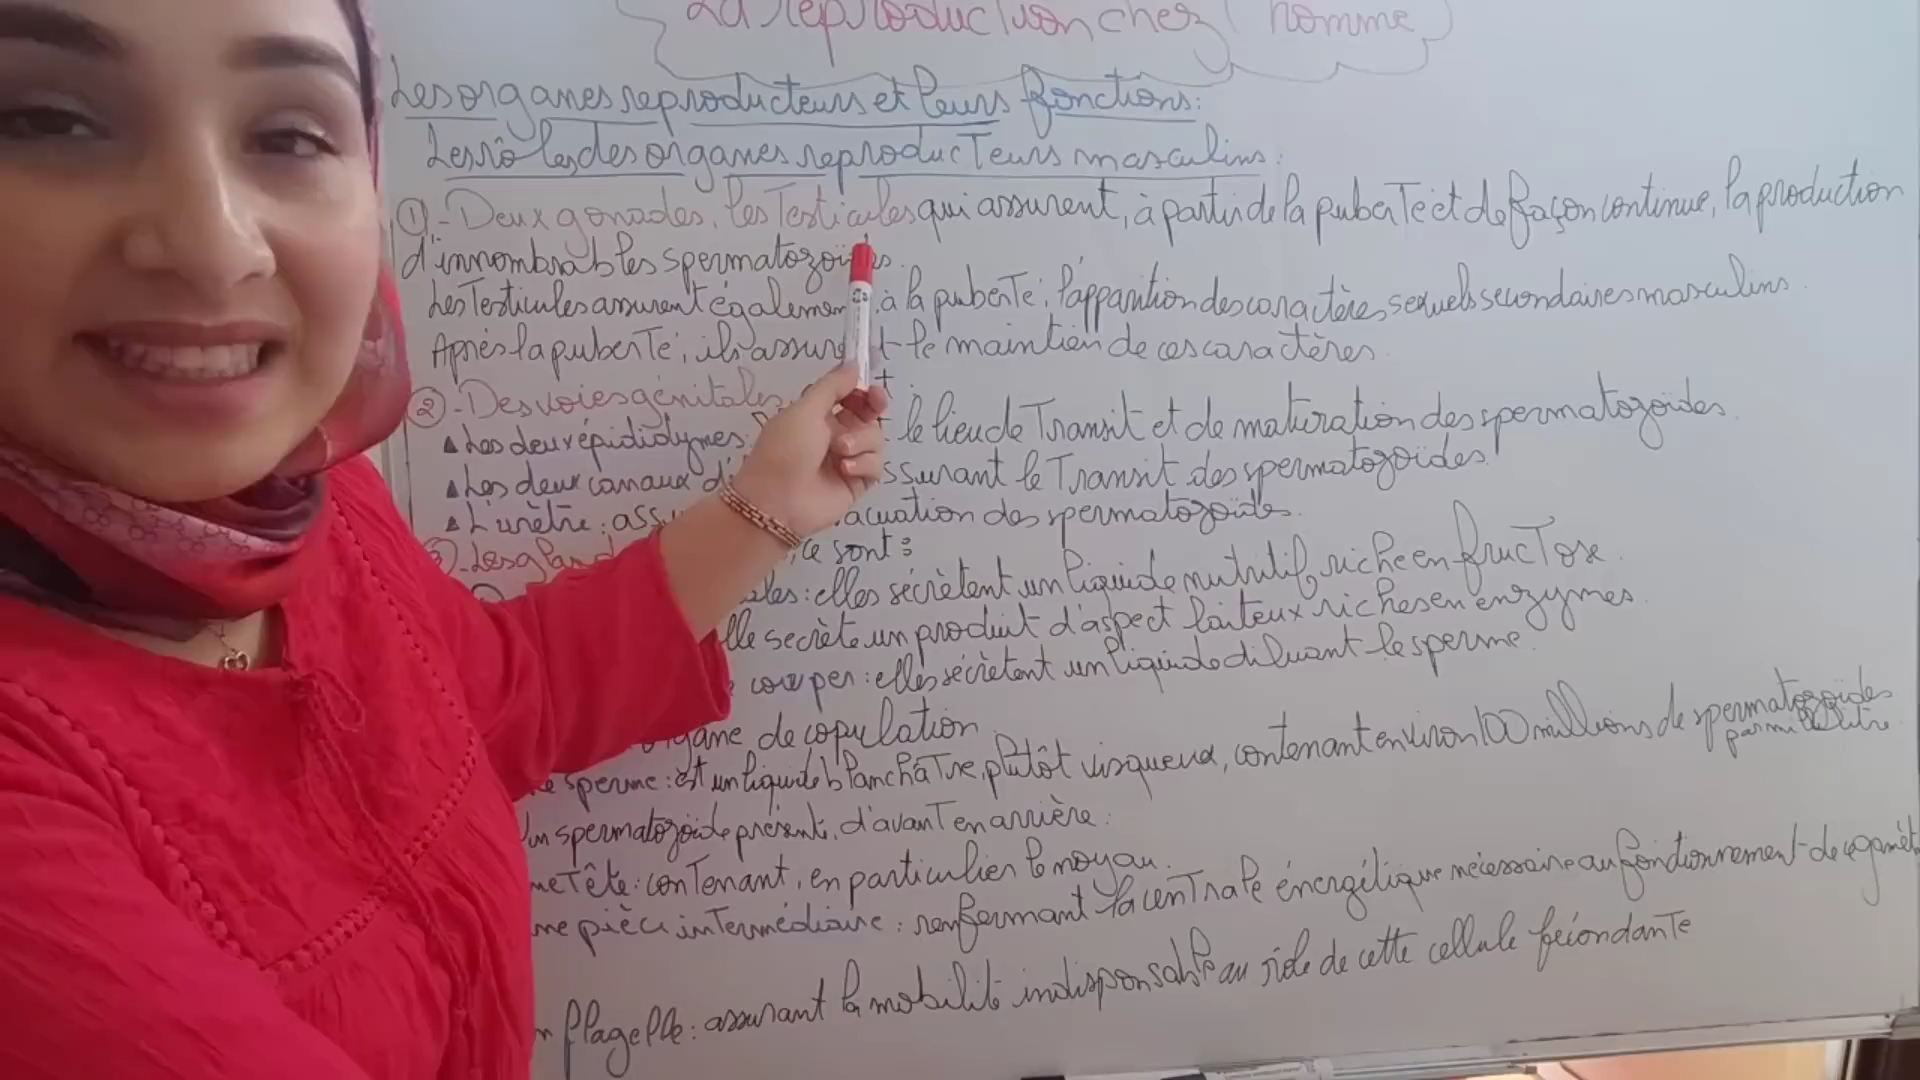 La reproduction chez l'homme
Les organes reproducteurs et leurs fonctions:
Les rôles des organes reproducteurs masculins:
①- Deux gonades, les Testicules qui assurent, à partir de la puberté et de façon continue, la production
d'innombrables spermatozoïdes.
Les Testicules assurent également, à la puberté, l'apparition des caractères sexuels secondaires masculins.
Après la puberté, ils assurent le maintien de ces caractères.
②- Des voies génitales
Les deux épididymes: le lieu de Transit et de maturation des spermatozoïdes.
Les deux canaux assurant le Transit des spermatozoïdes
L'urètre: des spermatozoïdes.
③- Les ce sont:
elles sécrètent un liquide nutritif, riche en fructose.
elle secrète un produit d'aspect laiteux riches en enzymes.
cowper: elles sécrètent un liquide diluant le sperme.
organe de copulation
Le sperme: est un liquide blanchâtre, plutôt visqueux, contenant environ 100 millions de spermatozoïdes
par millilitre
Un spermatozoïde présente, d'avant en arrière:
Tête: contenant, en particulier le noyau.
pièce intermédiaire: renfermant la centrale énergétique nécessaire au fonctionnement de ce
flagelle: assurant la mobilité indispensable au rôle de cette cellule fécondante